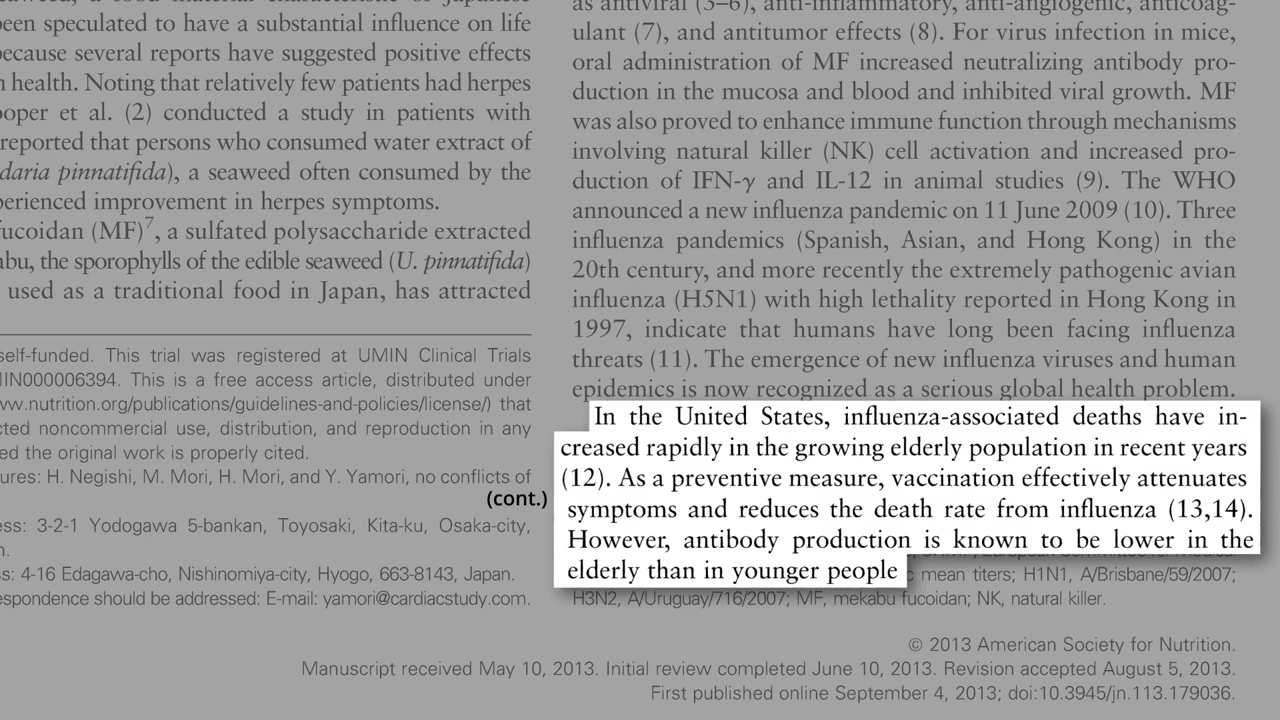 been speculated to have a substantial influence on life
because several reports have suggested positive effects
health. Noting that relatively few patients had herpes
et al. (2) conducted a study in patients with
reported that persons who consumed water extract of
pinnatifida), a seaweed often consumed by the
improvement in herpes symptoms.
fucoidan (MF)7, a sulfated polysaccharide extracted
the sporophylls of the edible seaweed (U. pinnatifida)
used as a traditional food in Japan, has attracted
self-funded. This trial was registered at UMIN Clinical Trials
This is a free access article, distributed under
that
noncommercial use, distribution, and reproduction in any
the original work is properly cited.
H. Negishi, M. Mori, H. Mori, and Y. Yamori, no conflicts of
3-2-1 Yodogawa 5-bankan, Toyosaki, Kita-ku, Osaka-city,
4-16 Edagawa-cho, Nishinomiya-city, Hyogo, 663-8143, Japan.
should be addressed: E-mail: yamori@cardiacstudy.com.
as antiviral (3–6), anti-inflammatory, anti-angiogenic, anticoag-
ulant (7), and antitumor effects (8). For virus infection in mice,
oral administration of MF increased neutralizing antibody pro-
duction in the mucosa and blood and inhibited viral growth. MF
was also proved to enhance immune function through mechanisms
involving natural killer (NK) cell activation and increased pro-
duction of IFN-γ and IL-12 in animal studies (9). The WHO
announced a new influenza pandemic on 11 June 2009 (10). Three
influenza pandemics (Spanish, Asian, and Hong Kong) in the
20th century, and more recently the extremely pathogenic avian
influenza (H5N1) with high lethality reported in Hong Kong in
1997, indicate that humans have long been facing influenza
threats (11). The emergence of new influenza viruses and human
epidemics is now recognized as a serious global health problem.
In the United States, influenza-associated deaths have in-
creased rapidly in the growing elderly population in recent years
(cont.)
(12). As a preventive measure, vaccination effectively attenuates
symptoms and reduces the death rate from influenza (13,14).
However, antibody production is known to be lower in the
elderly than in younger people
mean titers; H1N1, A/Brisbane/59/2007;
H3N2, A/Uruguay/716/2007; MF, mekabu fucoidan; NK, natural killer.
© 2013 American Society for Nutrition.
Manuscript received May 10, 2013. Initial review completed June 10, 2013. Revision accepted August 5, 2013.
First published online September 4, 2013; doi:10.3945/jn.113.179036.